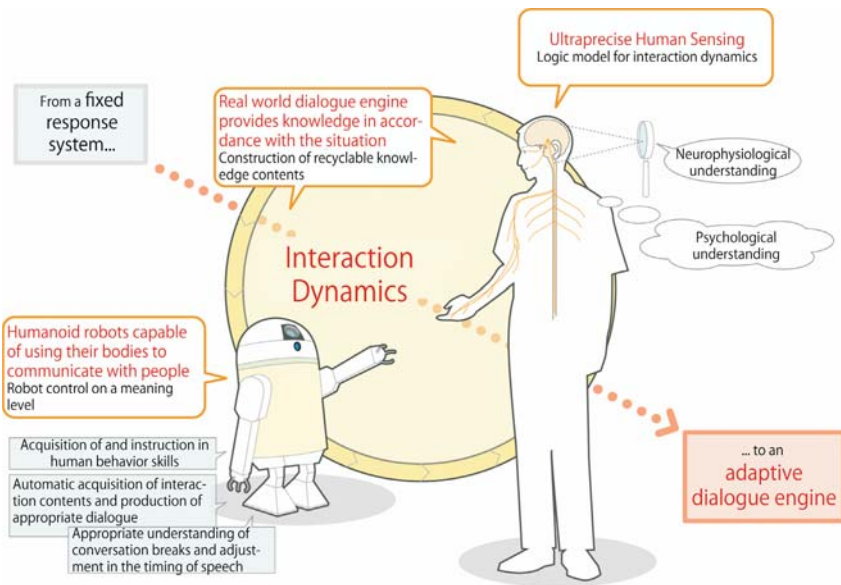 Ultraprecise Human Sensing
Logic model for interaction dynamics
From a fixed
response
system...
Real world dialogue engine
provides knowledge in accor-
dance with the situation
Construction of recyclable knowl-
edge contents
Neurophysiological
understanding
Psychological
understanding
Interaction
Dynamics
Humanoid robots capable
of using their bodies to
communicate with people
Robot control on a meaning
level
Acquisition of and instruction in
human behavior skills
Automatic acquisition of interac-
tion contents and production of
appropriate dialogue
Appropriate understanding of
conversation breaks and adjust-
ment in the timing of speech
... to an
adaptive
dialogue engine